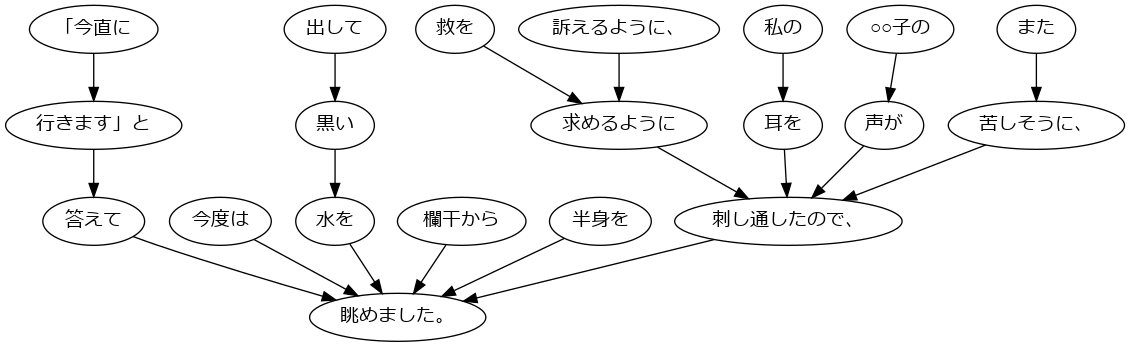 「今直に 出して 救を 訴えるように、 私の ○○子の また
行きます」と 黒い 求めるように 耳を 声が 苦しそうに、
答えて 今度は 水を 欄干から 半身を 刺し通したので、
眺めました。